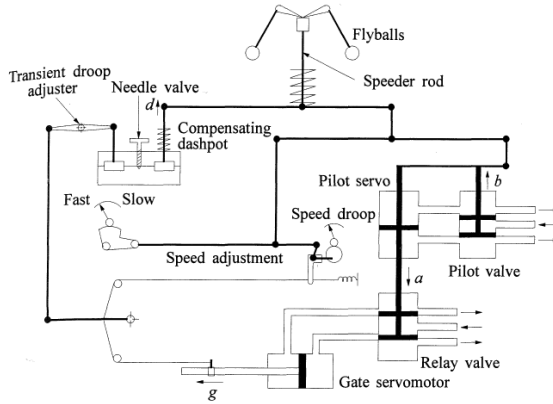 Flyballs
Speeder rod
Transient droop
adjuster
Needle valve
d
Compensating
dashpot
Pilot servo
b
Fast
Slow
Speed droop
Speed adjustment
Pilot valve
a
Relay valve
Gate servomotor
g